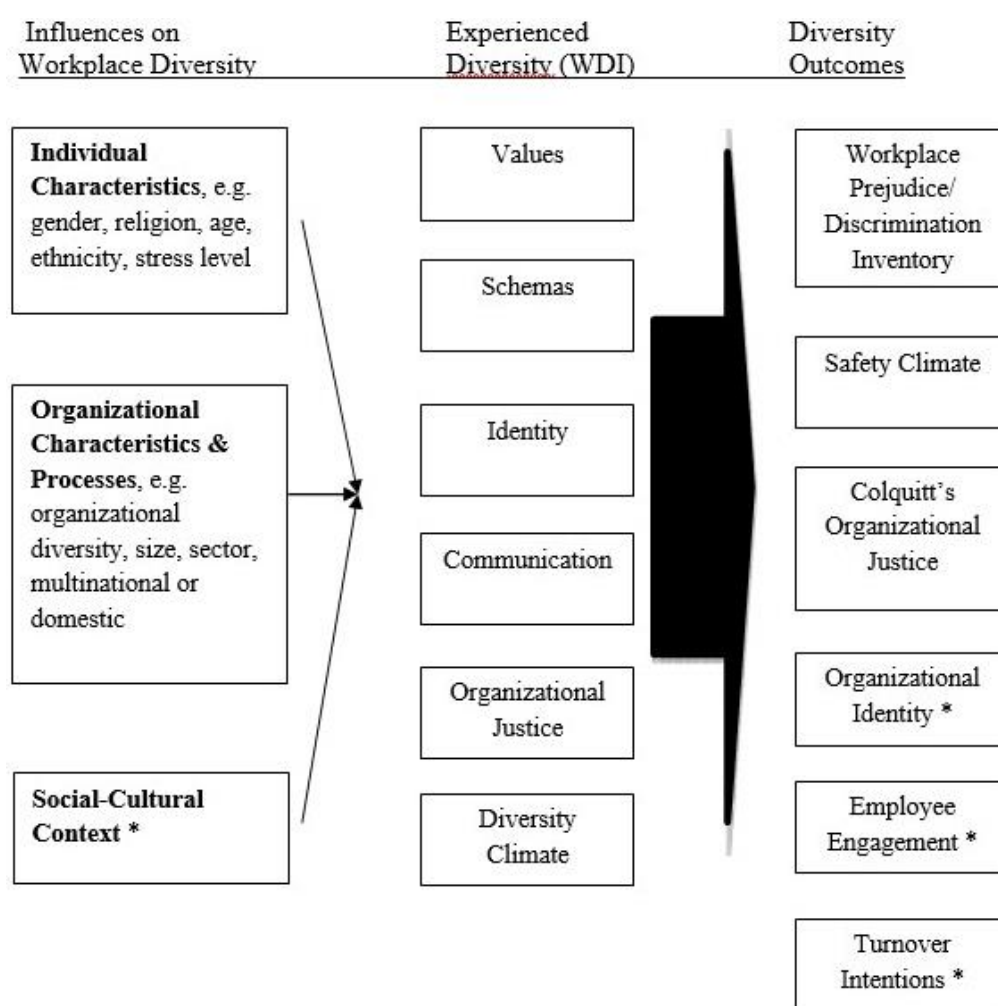 Influences on
Workplace Diversity
Experienced
Diversity (WDI)
Diversity
Outcomes
Individual
Characteristics, e.g.
gender, religion, age,
ethnicity, stress level
Organizational
Characteristics &
Processes, e.g.
organizational
diversity, size, sector,
multinational or
domestic
Social-Cultural
Context *
Values
Schemas
Identity
Communication
Organizational
Justice
Diversity
Climate
Workplace
Prejudice/
Discrimination
Inventory
Safety Climate
Colquitt’s
Organizational
Justice
Organizational
Identity *
Employee
Engagement *
Turnover
Intentions *